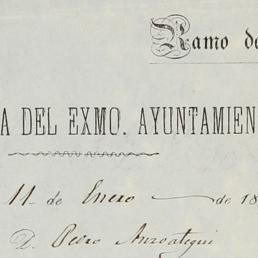 Ramo de
A DEL EXMO. AYUNTAMIEN
11 de Enero de 18
D. Pedro Anzoategui